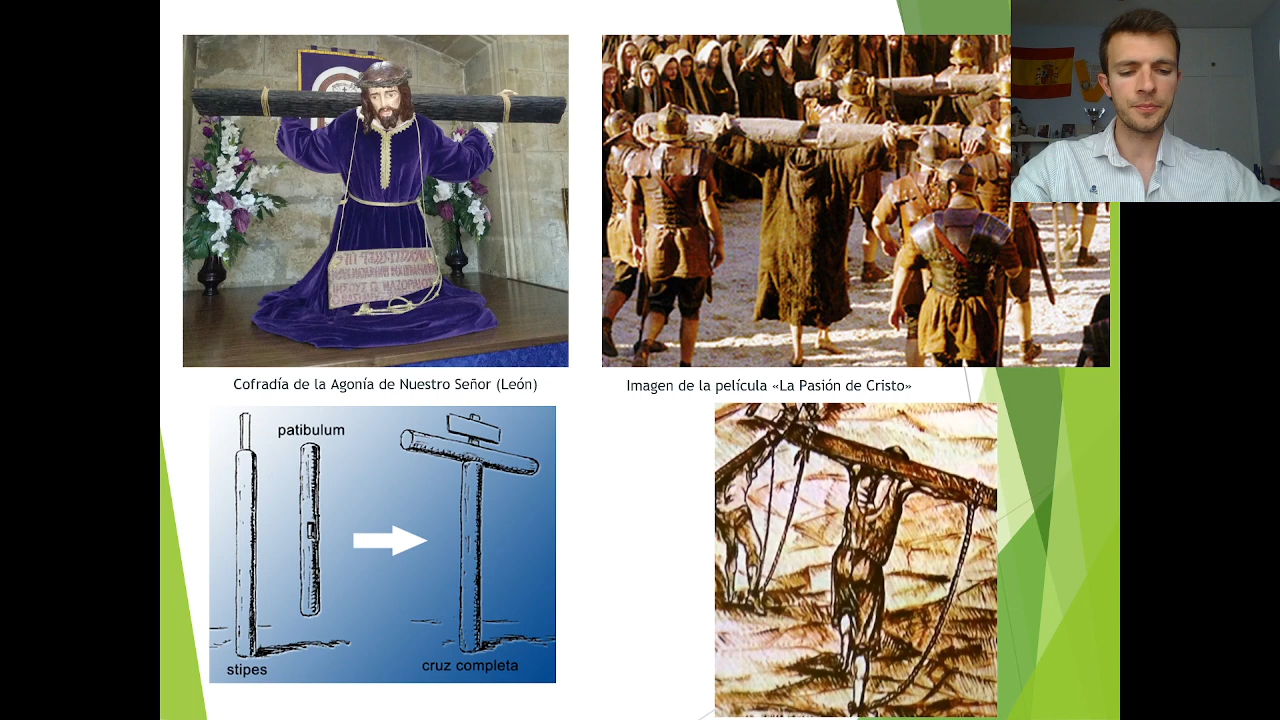 Cofradía de la Agonía de Nuestro Señor (León)
Imagen de la película «La Pasión de Cristo»
patibulum
stipes
cruz completa